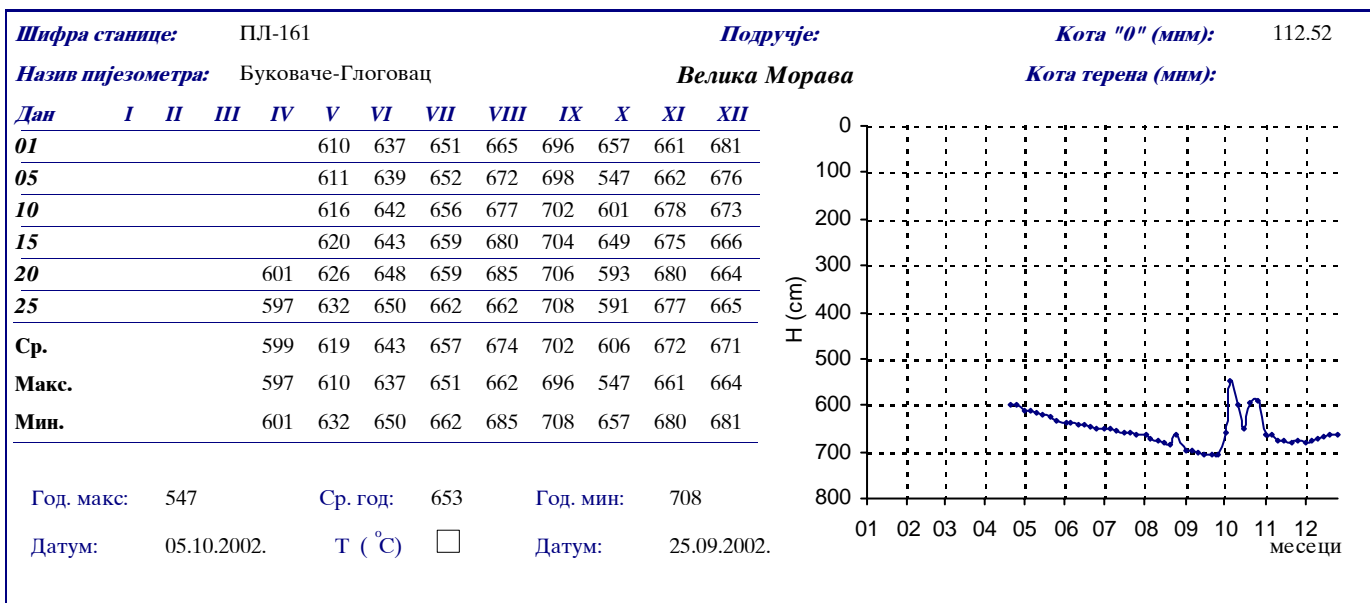 Шифра станице: ПЛ-161 Подручје: Кота "0" (мнм): 112.52
Назив пијезометра: Буковаче-Глоговац Велика Морава Кота терена (мнм):
Дан I II III IV V VI VII VIII IX X XI XII
01 610 637 651 665 696 657 661 681
05 611 639 652 672 698 547 662 676
10 616 642 656 677 702 601 678 673
15 620 643 659 680 704 649 675 666
20 601 626 648 659 685 706 593 680 664
25 597 632 650 662 662 708 591 677 665
Ср. 599 619 643 657 674 702 606 672 671
Макс. 597 610 637 651 662 696 547 661 664
Мин. 601 632 650 662 685 708 657 680 681
Год. макс: 547 Ср. год: 653 Год. мин: 708
Датум: 05.10.2002. Т ( °C) Датум: 25.09.2002.
H (cm)
0
100
200
300
400
500
600
700
800
01 02 03 04 05 06 07 08 09 10 11 12
месеци